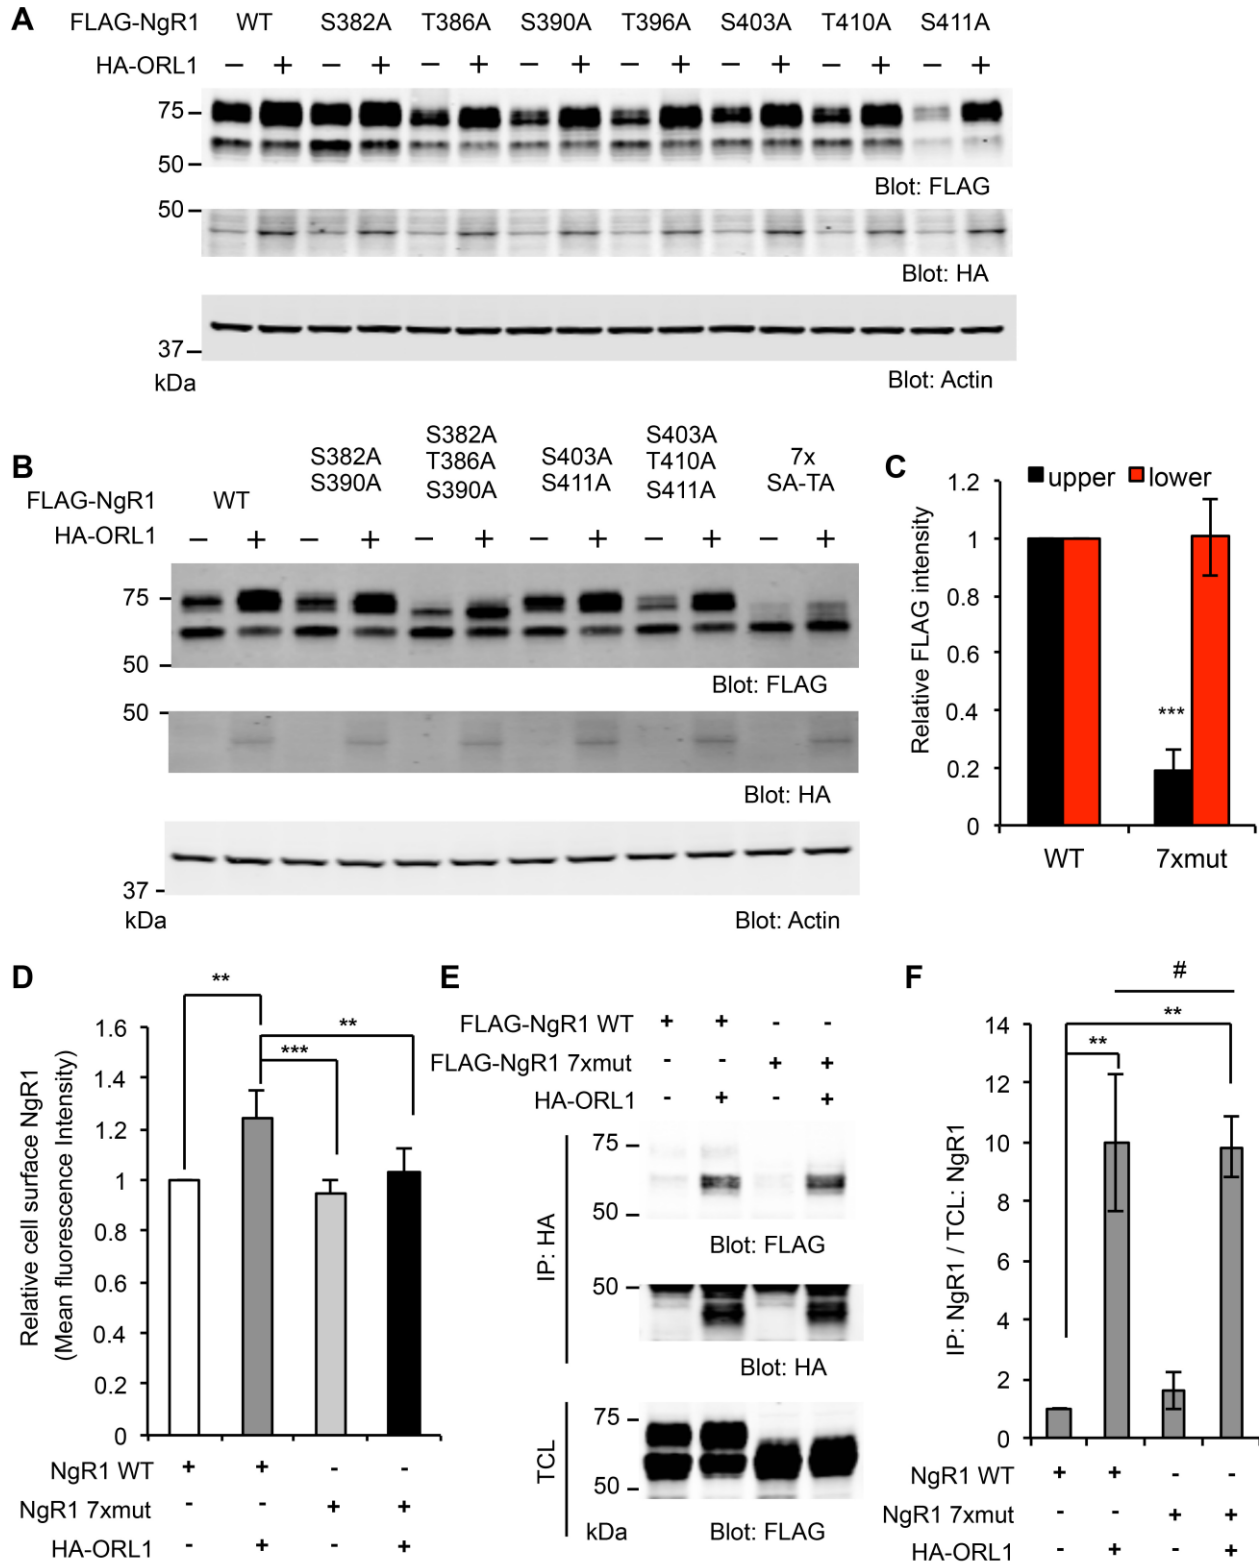 A
FLAG-NgR1 WT S382A T386A S390A T396A S403A T410A S411A
HA-ORL1 – + – + – + – + – + – + – + – +
75
50
Blot: FLAG
50
Blot: HA
37
kDa
Blot: Actin
B
FLAG-NgR1 WT
S382A S390A
S382A T386A S390A
S403A S411A
S403A T410A S411A
7x SA-TA
HA-ORL1 – + – + – + – + – + – +
75
50
Blot: FLAG
50
Blot: HA
37
kDa
Blot: Actin
C
upper lower
Relative FLAG intensity
1.2
1
0.8
0.6
0.4
0.2
0
***
WT 7xmut
D
Relative cell surface NgR1
(Mean fluorescence Intensity)
1.6
1.4
1.2
1
0.8
0.6
0.4
0.2
0
**
**
***
NgR1 WT + + - -
NgR1 7xmut - - + +
HA-ORL1 - + - +
E
FLAG-NgR1 WT + + - -
FLAG-NgR1 7xmut - - + +
HA-ORL1 - + - +
IP: HA
75
50
Blot: FLAG
50
Blot: HA
TCL
75
50
kDa
Blot: FLAG
F
IP: NgR1 / TCL: NgR1
14
12
10
8
6
4
2
0
#
**
**
NgR1 WT + + - -
NgR1 7xmut - - + +
HA-ORL1 - + - +